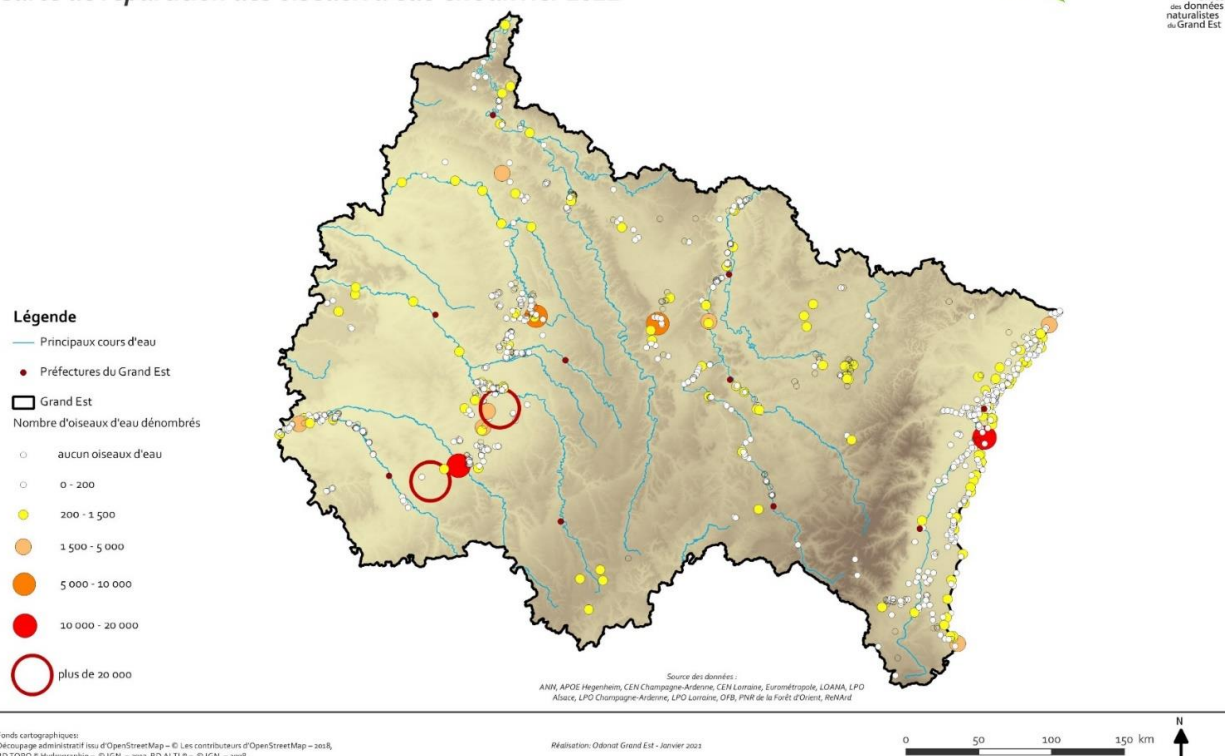 des données
naturalistes
du Grand Est
Légende
Principaux cours d'eau
Préfectures du Grand Est
Grand Est
Nombre d'oiseaux d'eau dénombrés
aucun oiseaux d'eau
0 - 200
200 - 1 500
1 500 - 5 000
5 000 - 10 000
10 000 - 20 000
plus de 20 000
Source des données :
ANN, APOE Hegenheim, CEN Champagne-Ardenne, CEN Lorraine, Eurométropole, LOANA, LPO
Alsace, LPO Champagne-Ardenne, LPO Lorraine, OFB, PNR de la Forêt d'Orient, ReNArd
Fonds cartographiques:
Découpage administratif issu d'OpenStreetMap – © Les contributeurs d'OpenStreetMap – 2018,
Réalisation: Odonat Grand Est - Janvier 2021
N
0 50 100 150 km